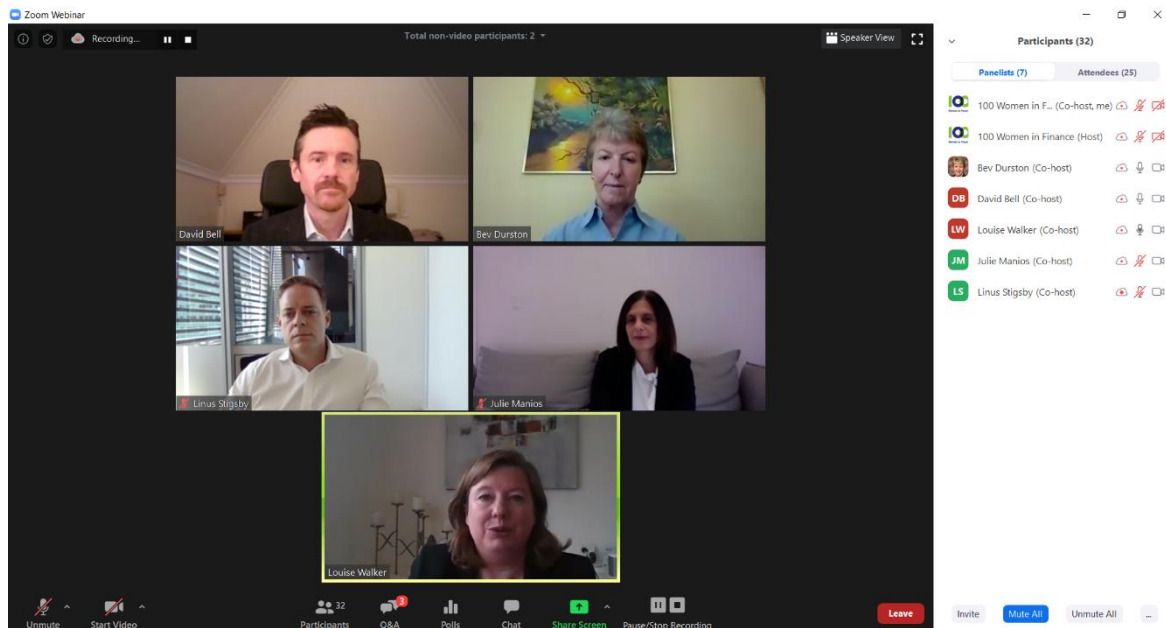 Zoom Webinar
Recording...
Total non-video participants: 2
Speaker View
David Bell
Bev Durston
Linus Stigsby
Julie Manios
Louise Walker
Unmute
Start Video
32
Participants
3
Q&A
Polls
Chat
Share Screen
Pause/Stop Recording
Leave
Participants (32)
Panelists (7)
Attendees (25)
100 Women in F... (Co-host, me)
100 Women in Finance (Host)
Bev Durston (Co-host)
DB David Bell (Co-host)
LW Louise Walker (Co-host)
JM Julie Manios (Co-host)
LS Linus Stigsby (Co-host)
Invite
Mute All
Unmute All
...